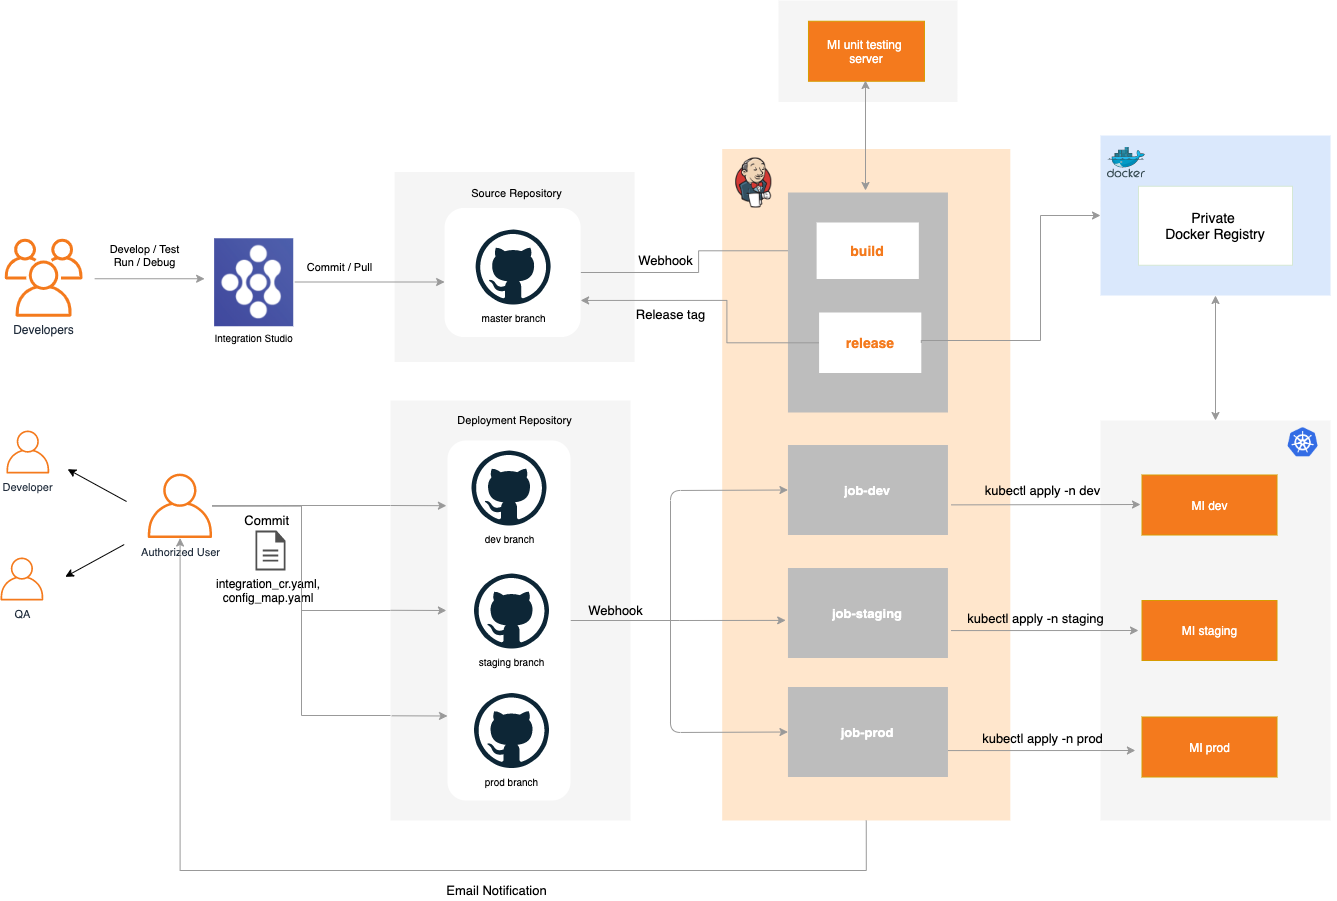 MI unit testing
server
docker
Private
Docker Registry
Source Repository
Develop / Test
Run / Debug
Commit / Pull
Webhook
build
master branch
Release tag
release
Developers
Integration Studio
Deployment Repository
Developer
Authorized User
QA
Commit
integration_cr.yaml,
config_map.yaml
dev branch
staging branch
prod branch
Webhook
job-dev
job-staging
job-prod
kubectl apply -n dev
kubectl apply -n staging
kubectl apply -n prod
MI dev
MI staging
MI prod
Email Notification